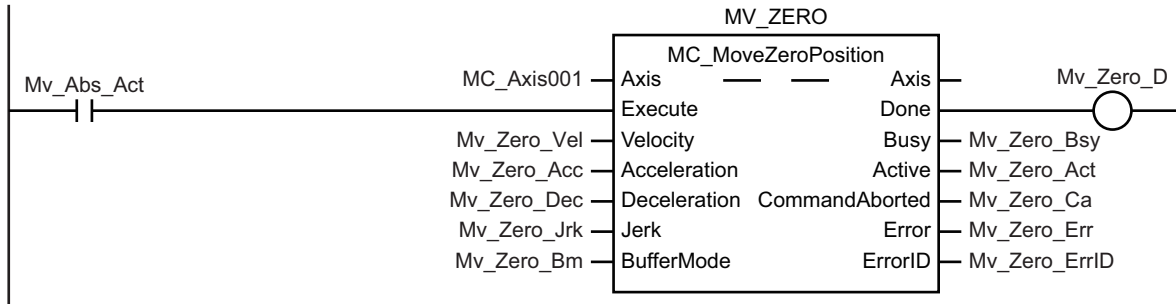 MV_ZERO
MC_MoveZeroPosition
Mv_Abs_Act
MC_Axis001 Axis Axis Mv_Zero_D
Execute Done
Mv_Zero_Vel Velocity Busy Mv_Zero_Bsy
Mv_Zero_Acc Acceleration Active Mv_Zero_Act
Mv_Zero_Dec Deceleration CommandAborted Mv_Zero_Ca
Mv_Zero_Jrk Jerk Error Mv_Zero_Err
Mv_Zero_Bm BufferMode ErrorID Mv_Zero_ErrID